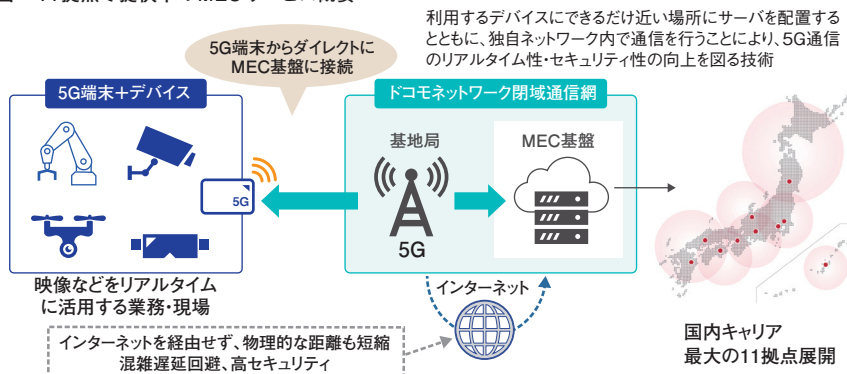 利用するデバイスにできるだけ近い場所にサーバを配置する
とともに、独自ネットワーク内で通信を行うことにより、5G通信
のリアルタイム性・セキュリティ性の向上を図る技術
5G端末からダイレクトに
MEC基盤に接続
5G端末+デバイス
5G
映像などをリアルタイム
に活用する業務・現場
ドコモネットワーク閉域通信網
基地局
5G
MEC基盤
インターネット
インターネットを経由せず、物理的な距離も短縮
混雑遅延回避、高セキュリティ
国内キャリア
最大の11拠点展開